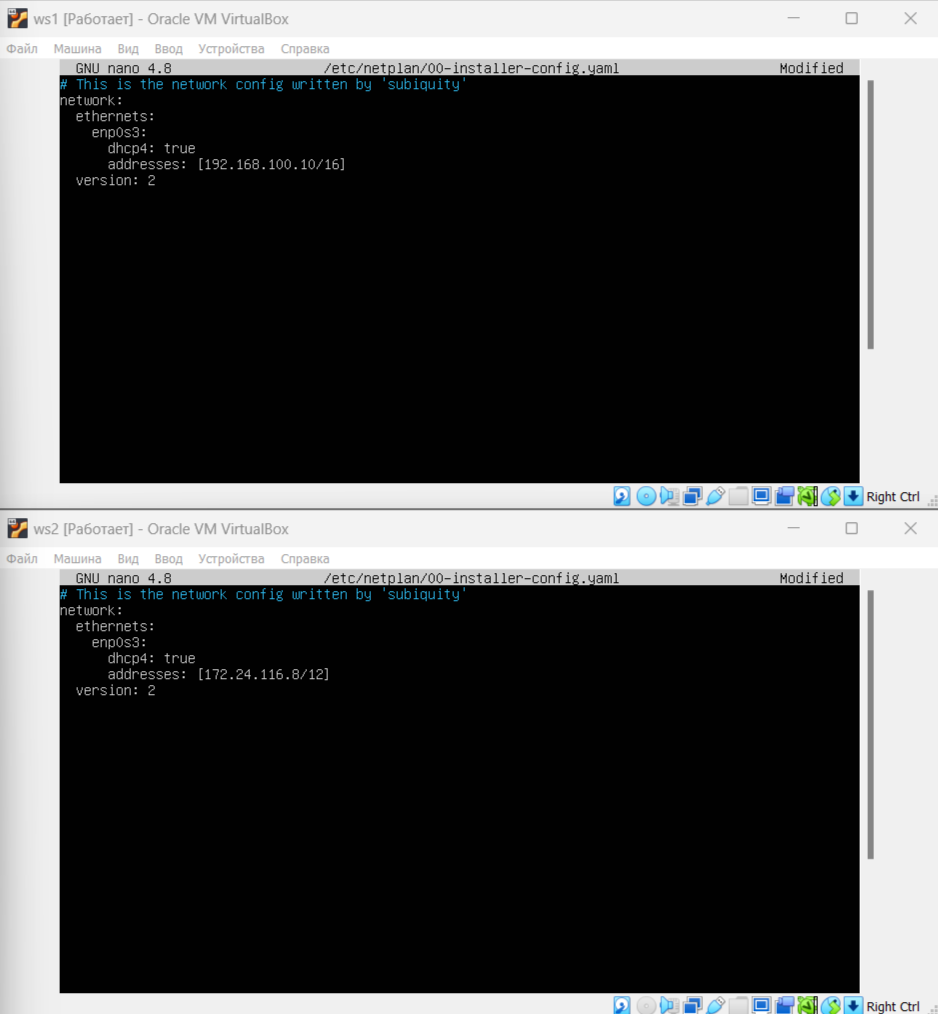 ws1 [Работает] - Oracle VM VirtualBox
Файл Машина Вид Ввод Устройства Справка
GNU nano 4.8 /etc/netplan/00-installer-config.yaml Modified
# This is the network config written by 'subiquity'
network:
  ethernets:
    enp0s3:
      dhcp4: true
      addresses: [192.168.100.10/16]
  version: 2
Right Ctrl
ws2 [Работает] - Oracle VM VirtualBox
Файл Машина Вид Ввод Устройства Справка
GNU nano 4.8 /etc/netplan/00-installer-config.yaml Modified
# This is the network config written by 'subiquity'
network:
  ethernets:
    enp0s3:
      dhcp4: true
      addresses: [172.24.116.8/12]
  version: 2
Right Ctrl